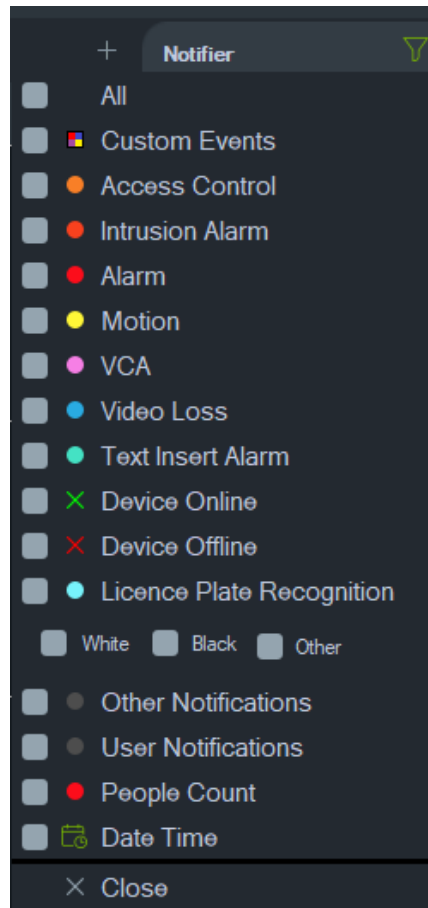 Notifier
All
Custom Events
Access Control
Intrusion Alarm
Alarm
Motion
VCA
Video Loss
Text Insert Alarm
Device Online
Device Offline
Licence Plate Recognition
White Black Other
Other Notifications
User Notifications
People Count
Date Time
Close